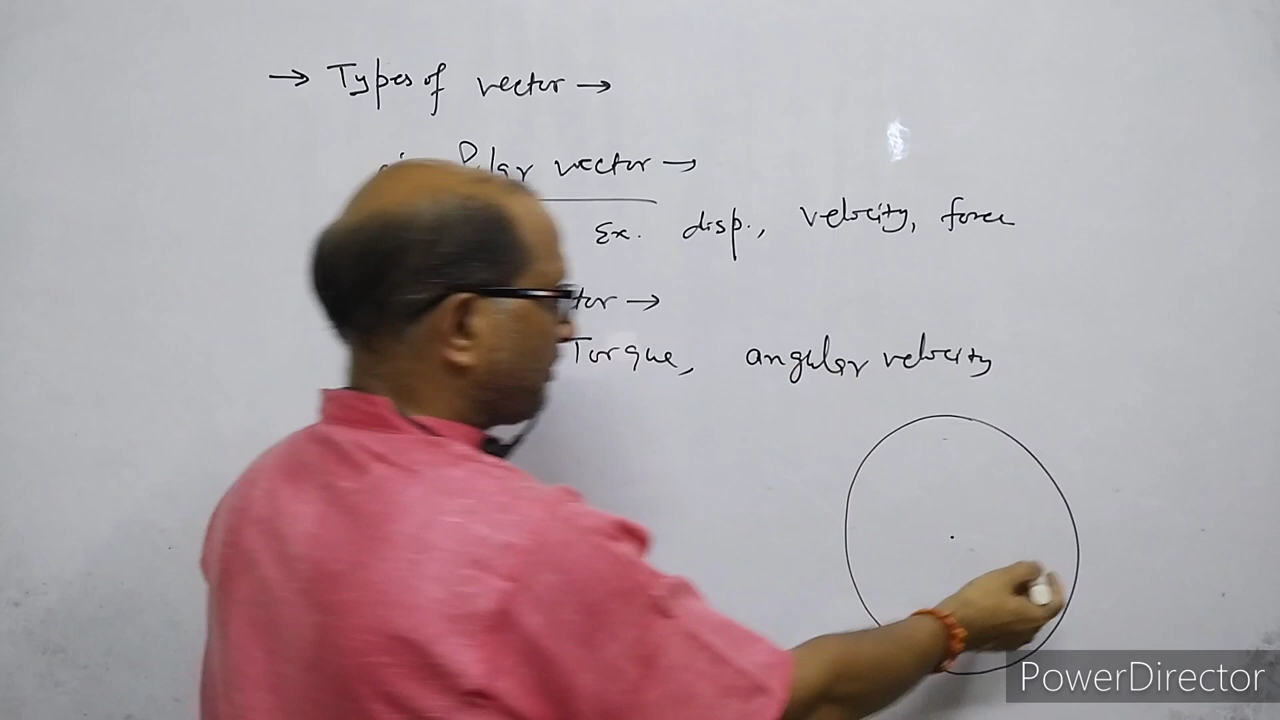 → Types of vector →
Polar vector →
Ex. disp., velocity, force
tor →
Torque, angular velocity
PowerDirector